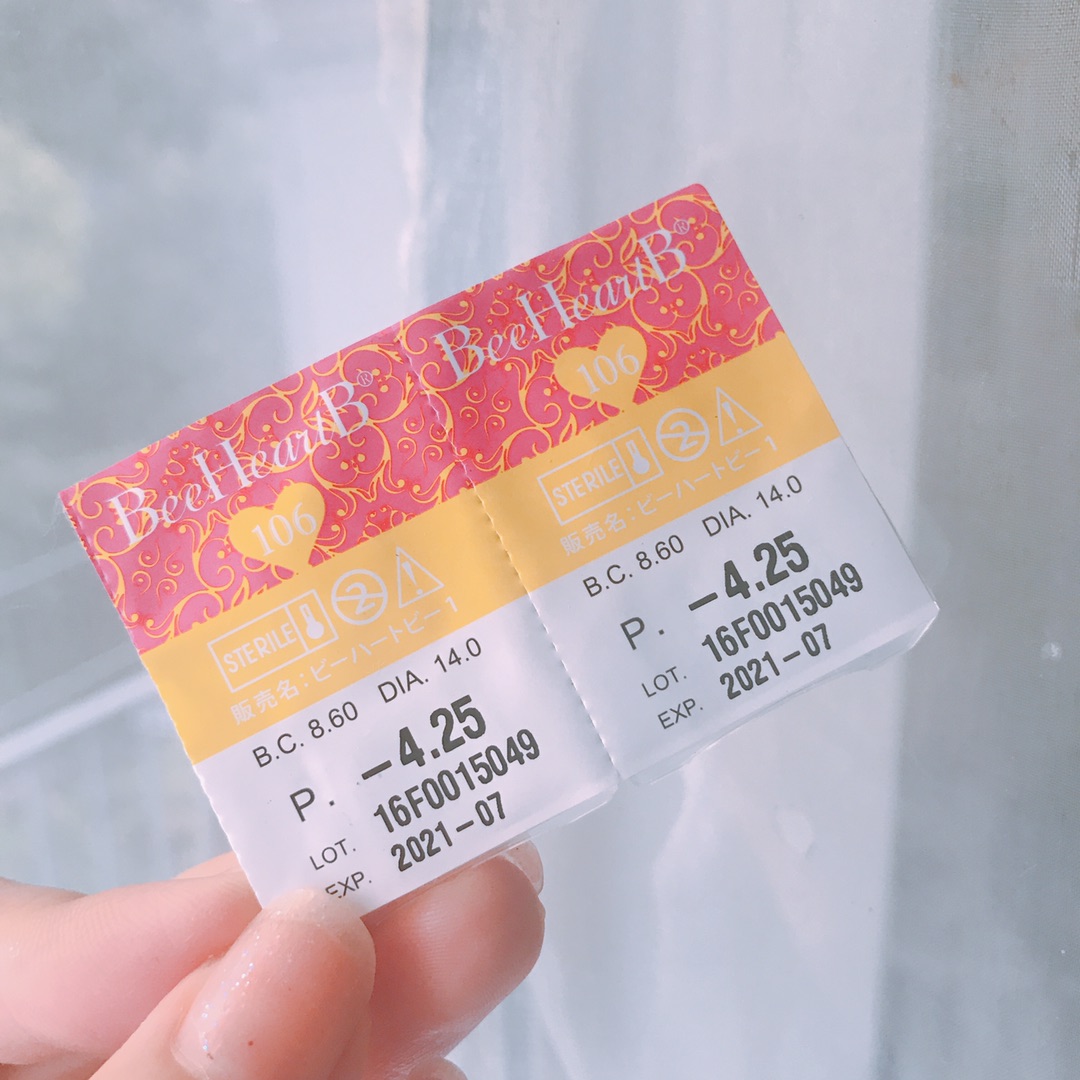 BeeHeartB®
106
STERILE 2
販売名:ビーハートビー1
B.C. 8.60 DIA. 14.0
P. −4.25
LOT. 16F0015049
EXP. 2021−07
BeeHeartB®
106
STERILE 2
販売名:ビーハートビー1
B.C. 8.60 DIA. 14.0
P. −4.25
LOT. 16F0015049
EXP. 2021−07